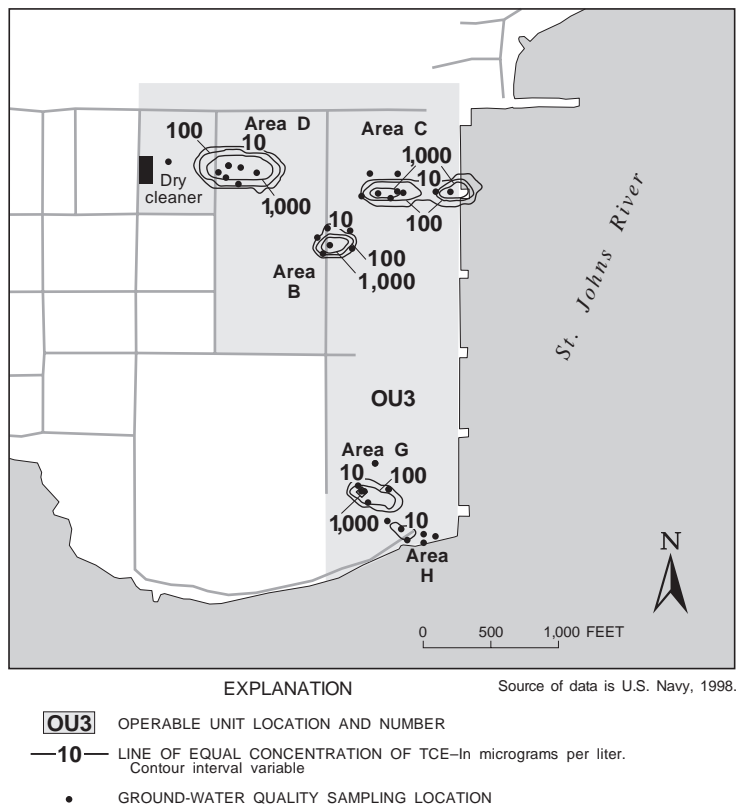 Area D
100
10
Area C
1,000
10
Dry
cleaner
1,000
100
10
100
Area
B
1,000
St. Johns River
OU3
Area G
10
100
1,000
10
Area
H
N
0 500 1,000 FEET
EXPLANATION
Source of data is U.S. Navy, 1998.
OU3 OPERABLE UNIT LOCATION AND NUMBER
10 LINE OF EQUAL CONCENTRATION OF TCE–In micrograms per liter.
Contour interval variable
GROUND-WATER QUALITY SAMPLING LOCATION